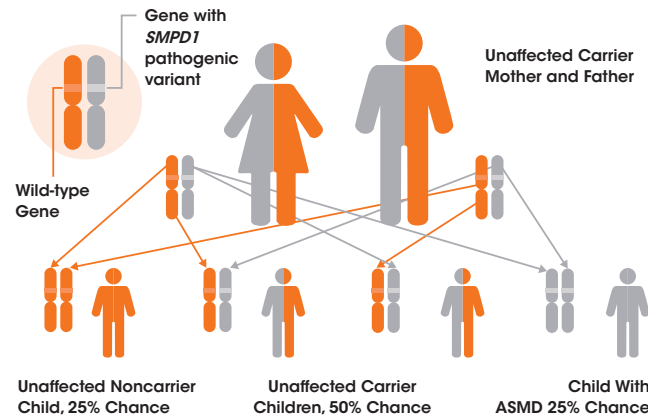 Gene with
SMPD1
pathogenic
variant
Unaffected Carrier
Mother and Father
Wild-type
Gene
Unaffected Noncarrier
Child, 25% Chance
Unaffected Carrier
Children, 50% Chance
Child With
ASMD 25% Chance